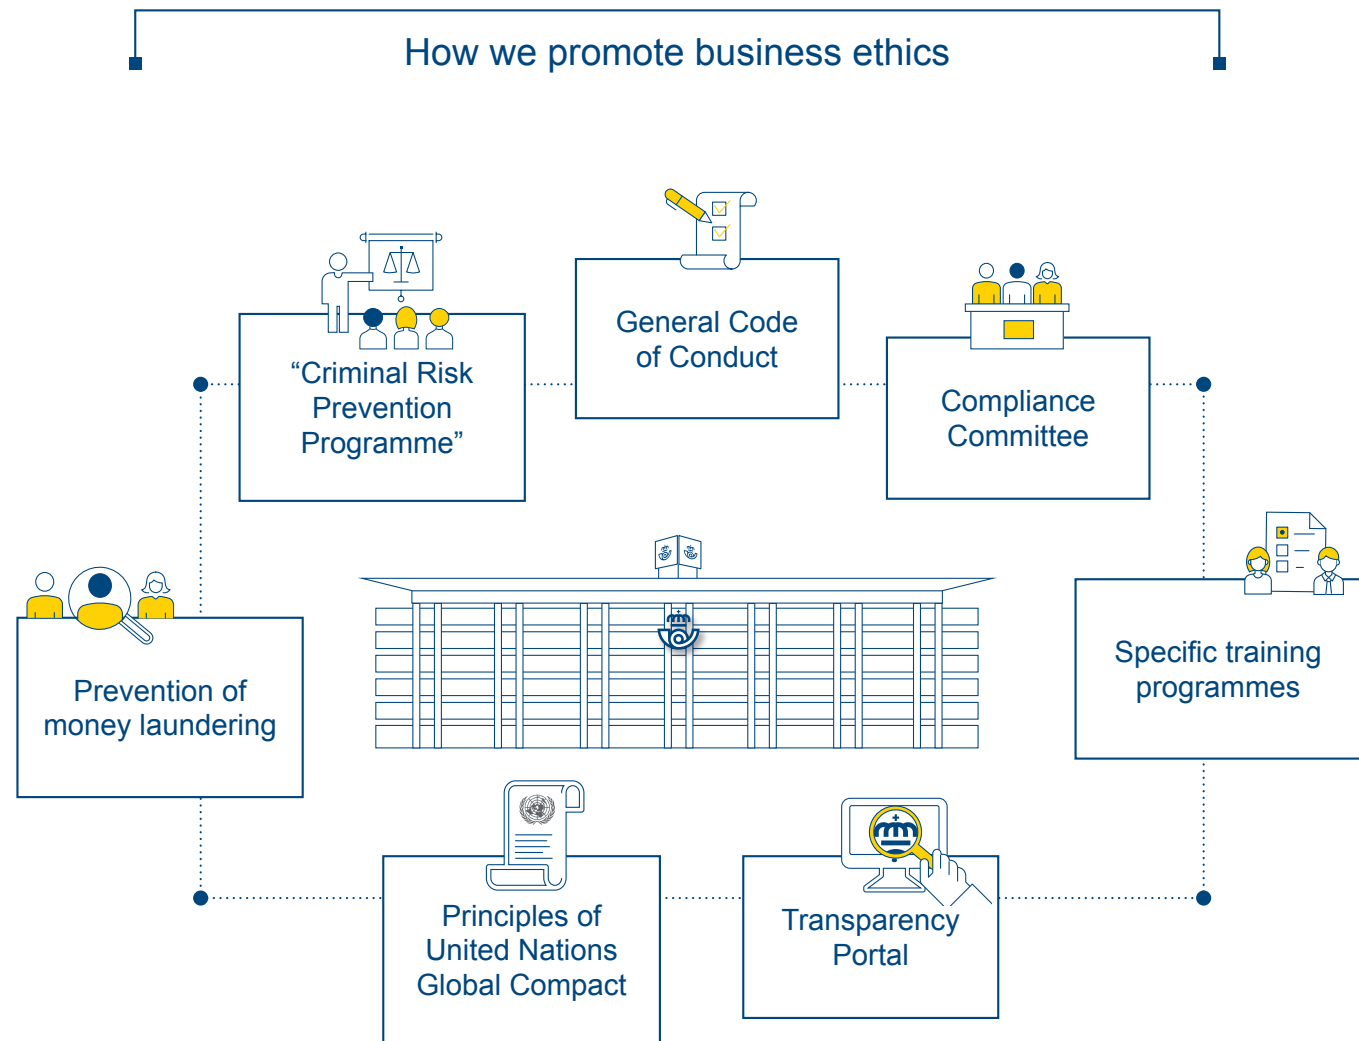 How we promote business ethics
General Code
of Conduct
“Criminal Risk
Prevention
Programme”
Compliance
Committee
Specific training
programmes
Prevention of
money laundering
Principles of
United Nations
Global Compact
Transparency
Portal